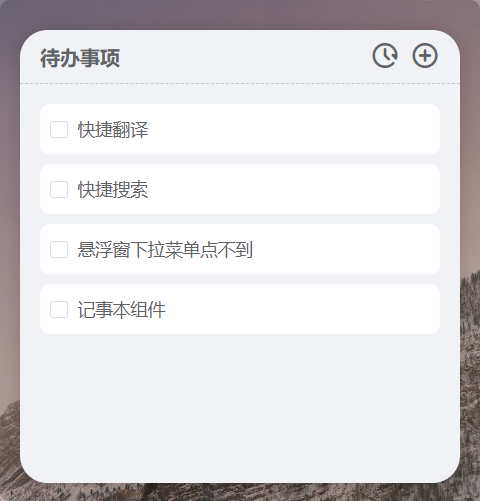 待办事项
快捷翻译
快捷搜索
悬浮窗下拉菜单点不到
记事本组件